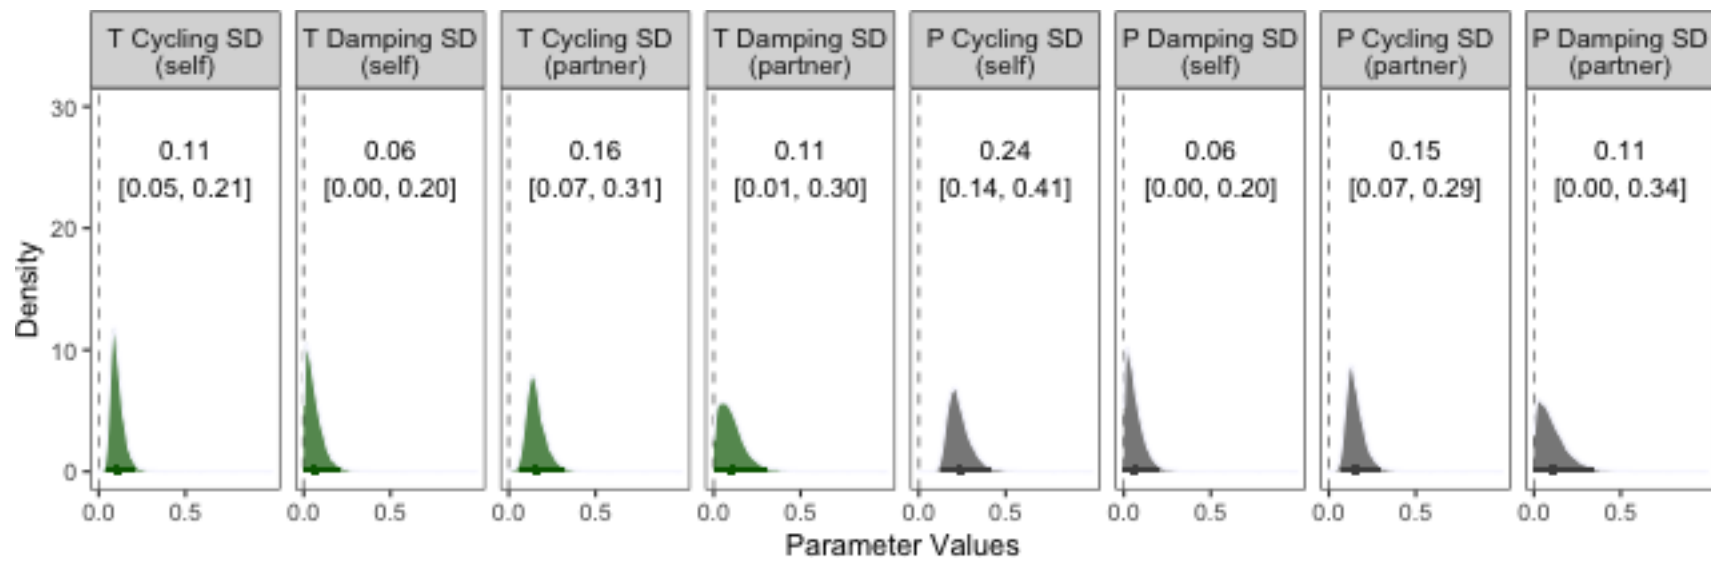 T Cycling SD
(self)
T Damping SD
(self)
T Cycling SD
(partner)
T Damping SD
(partner)
P Cycling SD
(self)
P Damping SD
(self)
P Cycling SD
(partner)
P Damping SD
(partner)
Density
30
20
10
0
0.11
[0.05, 0.21]
0.06
[0.00, 0.20]
0.16
[0.07, 0.31]
0.11
[0.01, 0.30]
0.24
[0.14, 0.41]
0.06
[0.00, 0.20]
0.15
[0.07, 0.29]
0.11
[0.00, 0.34]
0.0 0.5
0.0 0.5
0.0 0.5
0.0 0.5
0.0 0.5
0.0 0.5
0.0 0.5
0.0 0.5
Parameter Values